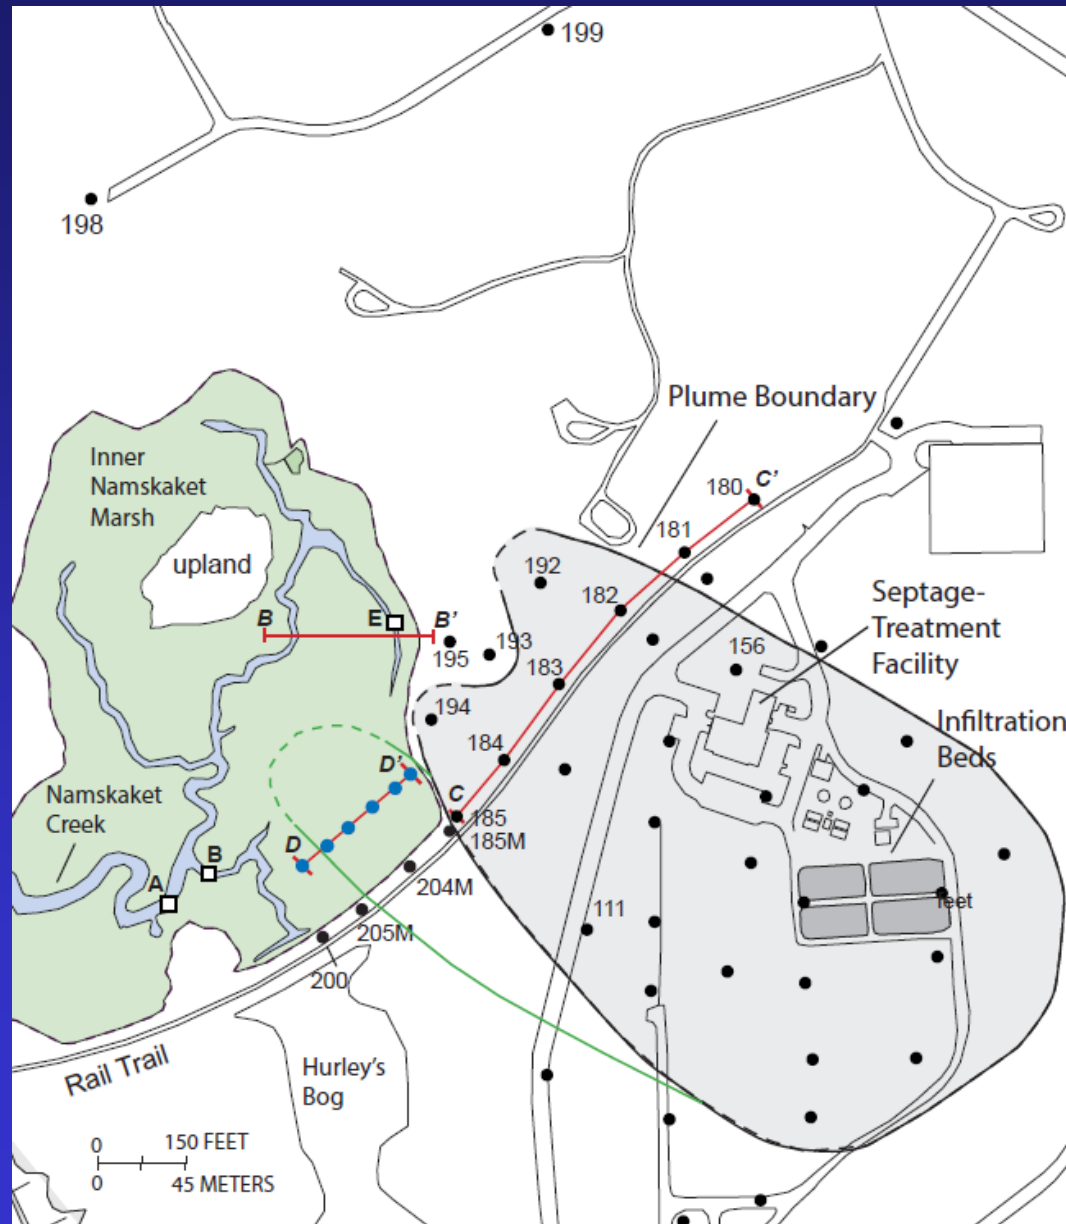 199
198
Plume Boundary
Inner
Namskaket
Marsh
upland
180
C'
181
192
182
Septage-
Treatment
Facility
B
E
B'
195
193
156
183
194
Infiltration
Beds
184
D'
Namskaket
Creek
C
185
185M
D
B
204M
A
feet
111
205M
200
Rail Trail
Hurley's
Bog
0
150 FEET
0
45 METERS